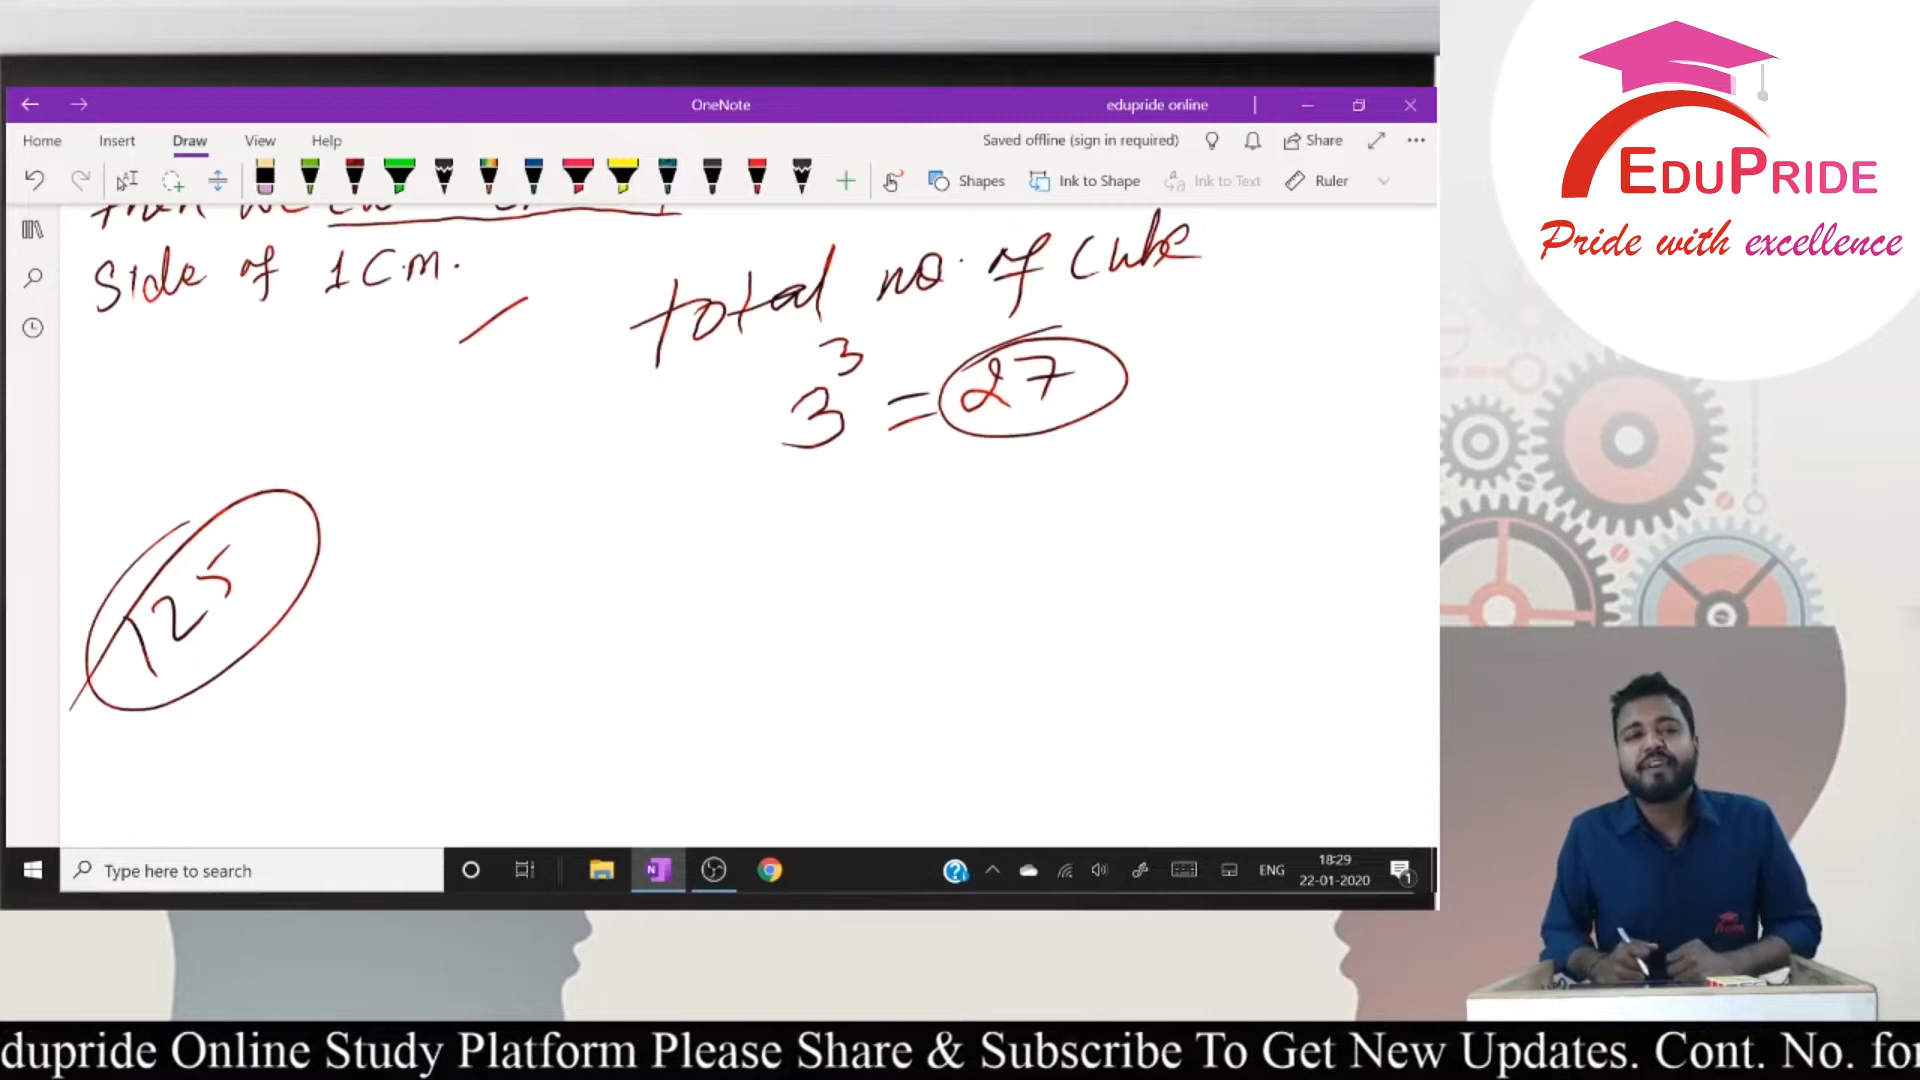 OneNote
edupride online
Home Insert Draw View Help
Saved offline (sign in required)
Share
Shapes
Ink to Shape
Ink to Text
Ruler
then we
Side of 1 C.m.
total no. of Cube
3³ = 27
125
Type here to search
N
ENG
18:29
22-01-2020
1
EDUPRIDE
Pride with excellence
dupride Online Study Platform Please Share & Subscribe To Get New Updates. Cont. No. for